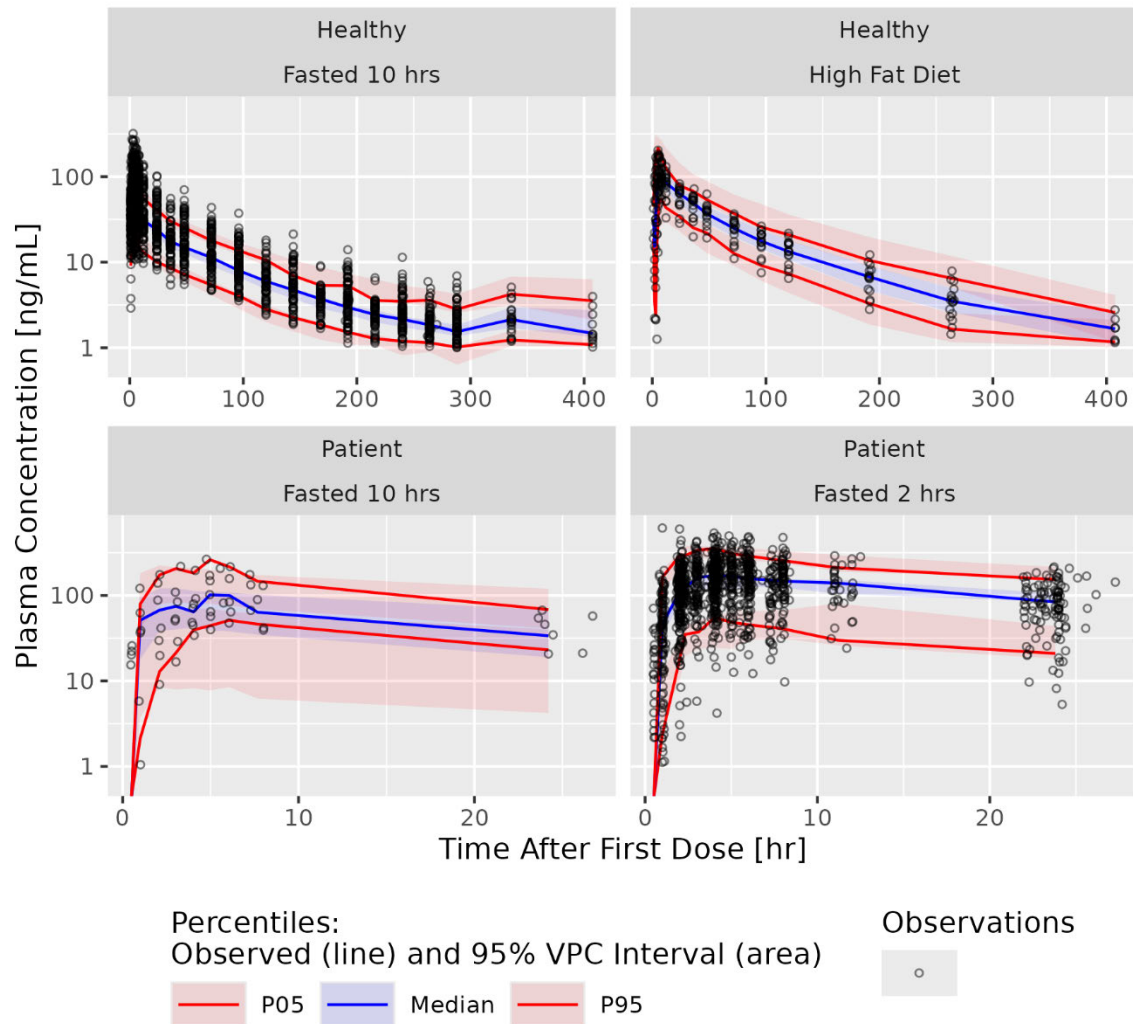 Healthy
Fasted 10 hrs
Healthy
High Fat Diet
100
10
1
0 100 200 300 400
0 100 200 300 400
Plasma Concentration [ng/mL]
Patient
Fasted 10 hrs
Patient
Fasted 2 hrs
100
10
1
0 10 20
0 10 20
Time After First Dose [hr]
Percentiles:
Observed (line) and 95% VPC Interval (area)
P05 Median P95
Observations